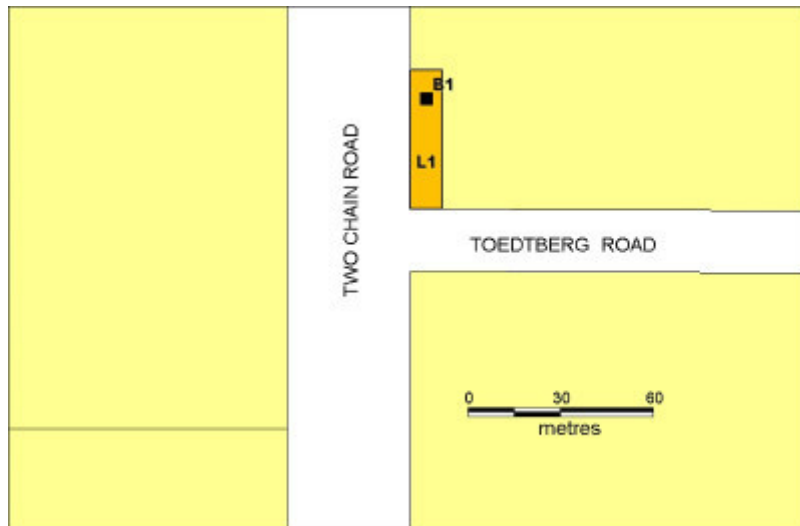 B1
L1
TWO CHAIN ROAD
TOEDTBERG ROAD
0 30 60
metres